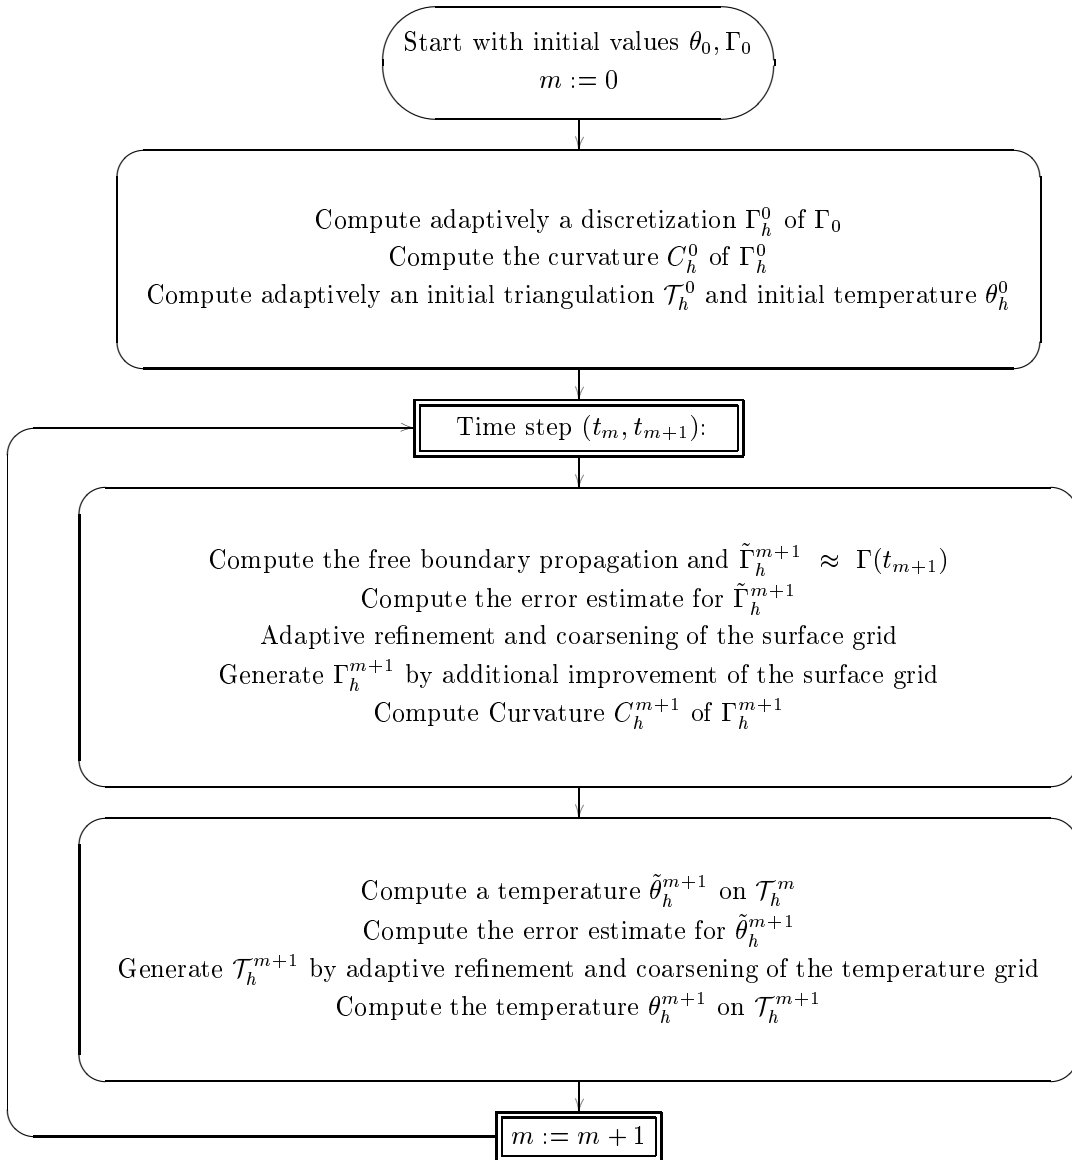 Start with initial values θ₀, Γ₀
m := 0
Compute adaptively a discretization Γ_h^0 of Γ₀
Compute the curvature C_h^0 of Γ_h^0
Compute adaptively an initial triangulation 𝒯_h^0 and initial temperature θ_h^0
Time step (t_m, t_{m+1}):
Compute the free boundary propagation and Γ̃_h^{m+1} ≈ Γ(t_{m+1})
Compute the error estimate for Γ̃_h^{m+1}
Adaptive refinement and coarsening of the surface grid
Generate Γ_h^{m+1} by additional improvement of the surface grid
Compute Curvature C_h^{m+1} of Γ_h^{m+1}
Compute a temperature θ̃_h^{m+1} on 𝒯_h^m
Compute the error estimate for θ̃_h^{m+1}
Generate 𝒯_h^{m+1} by adaptive refinement and coarsening of the temperature grid
Compute the temperature θ_h^{m+1} on 𝒯_h^{m+1}
m := m + 1